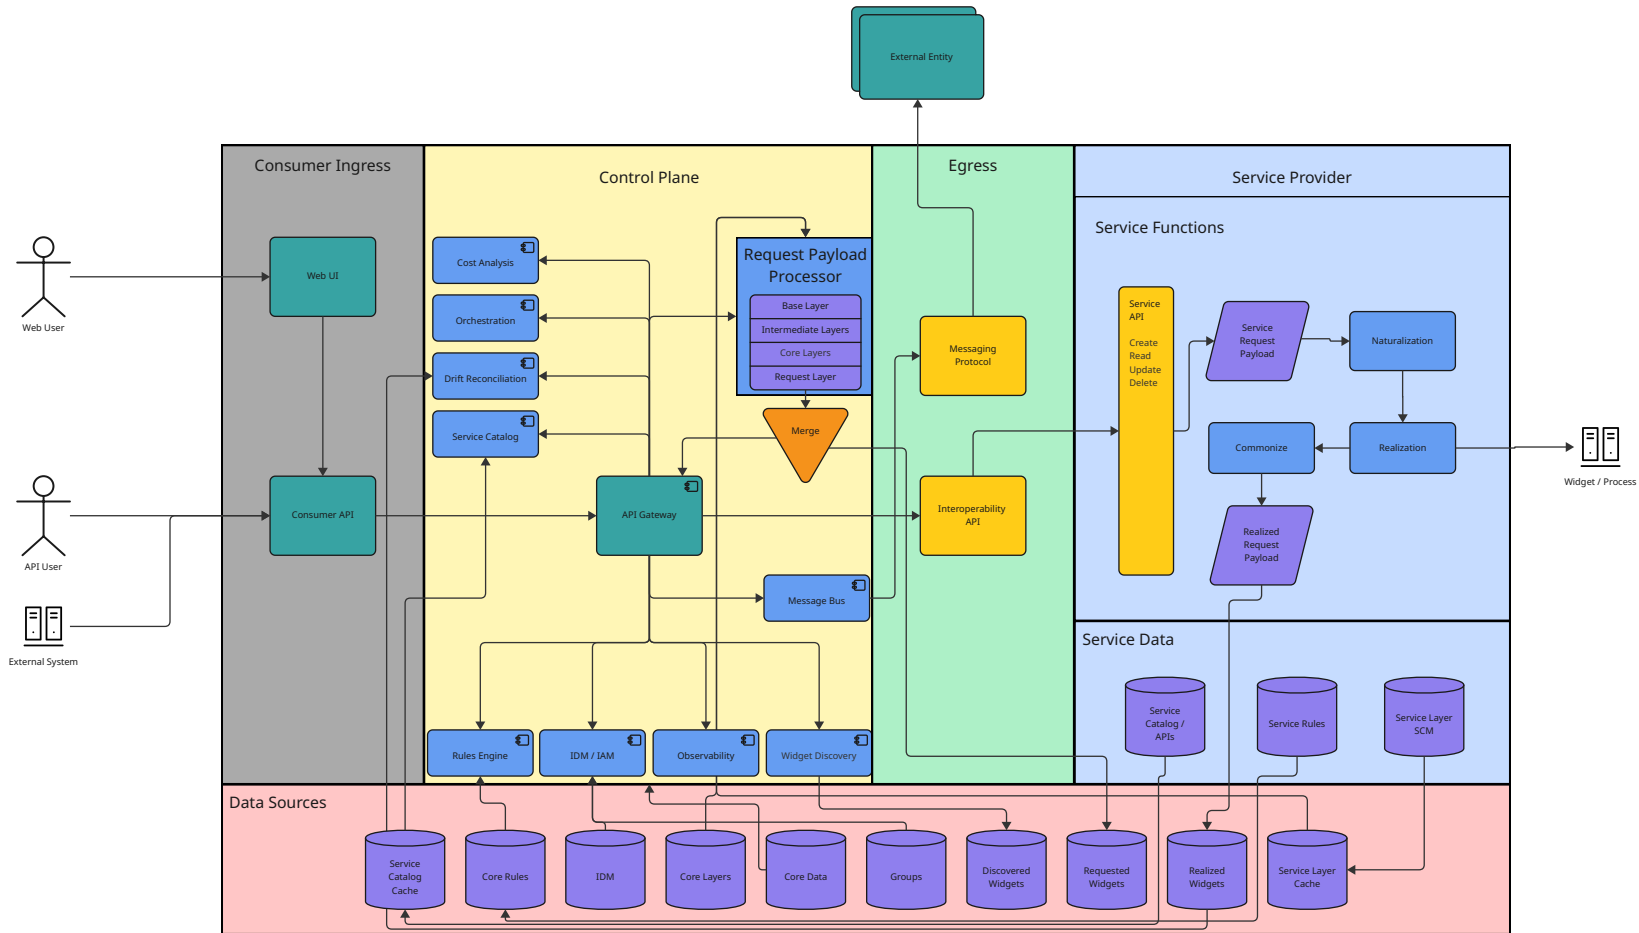 External Entity
Consumer Ingress
Control Plane
Egress
Service Provider
Service Functions
Web User
Web UI
Cost Analysis
Orchestration
Drift Reconciliation
Service Catalog
Request Payload
Processor
Base Layer
Intermediate Layers
Core Layers
Request Layer
Merge
Messaging
Protocol
Service
API
Create
Read
Update
Delete
Service
Request
Payload
Naturalization
Commonize
Realization
Widget / Process
API User
Consumer API
API Gateway
Interoperability
API
Realized
Request
Payload
External System
Message Bus
Service Data
Service
Catalog /
APIs
Service Rules
Service Layer
SCM
Rules Engine
IDM / IAM
Observability
Widget Discovery
Data Sources
Service
Catalog
Cache
Core Rules
IDM
Core Layers
Core Data
Groups
Discovered
Widgets
Requested
Widgets
Realized
Widgets
Service Layer
Cache